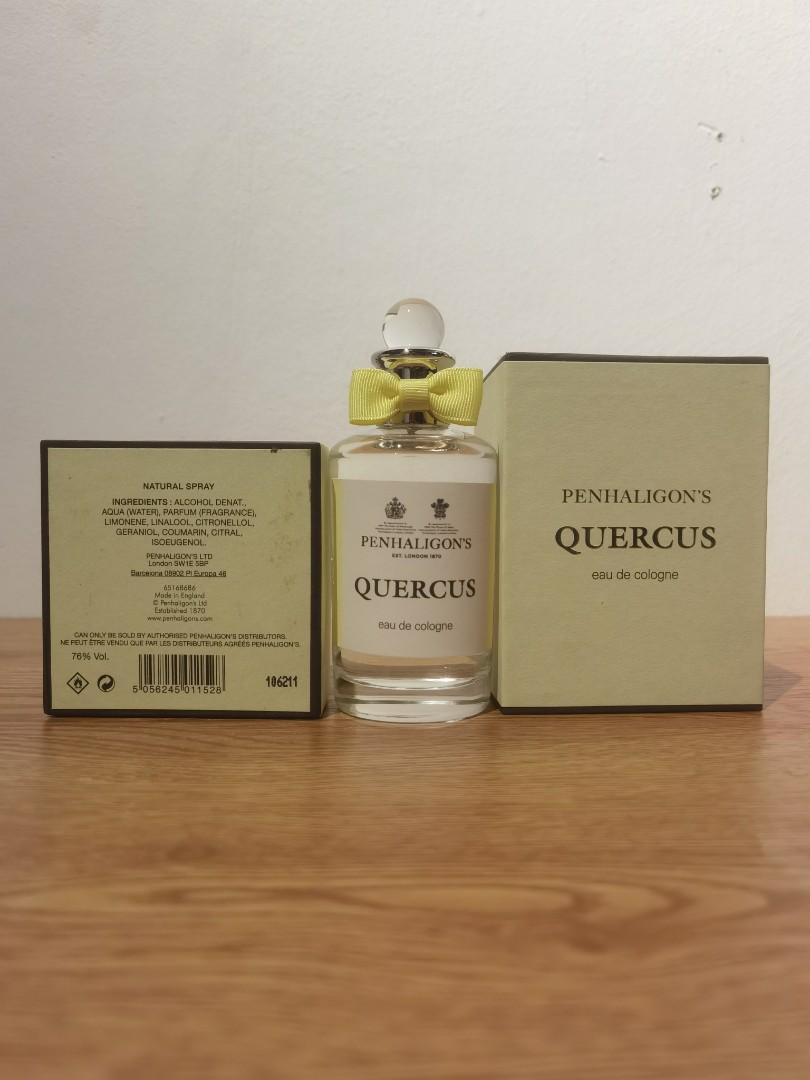 NATURAL SPRAY
INGREDIENTS : ALCOHOL DENAT.,
AQUA (WATER), PARFUM (FRAGRANCE),
LIMONENE, LINALOOL, CITRONELLOL,
GERANIOL, COUMARIN, CITRAL,
ISOEUGENOL.
PENHALIGON'S LTD
London SW1E 5BP
Barcelona 08902 Pl Europa 46
65168686
Made in England
© Penhaligon's Ltd
Established 1870
www.penhaligons.com
CAN ONLY BE SOLD BY AUTHORISED PENHALIGON'S DISTRIBUTORS.
NE PEUT ÊTRE VENDU QUE PAR LES DISTRIBUTEURS AGRÉÉS PENHALIGON'S.
76% Vol.
5 056245 011528
106211
PENHALIGON'S
EST. LONDON 1870
QUERCUS
eau de cologne
PENHALIGON'S
QUERCUS
eau de cologne